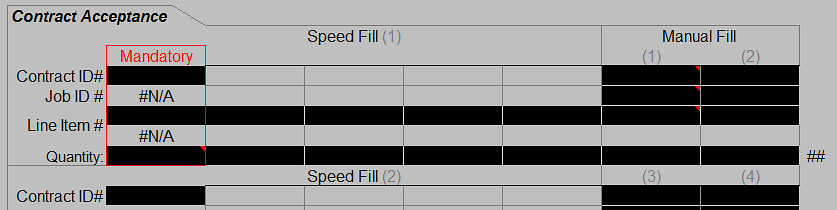 Contract Acceptance
Speed Fill (1) Manual Fill
Mandatory (1) (2)
Contract ID#
Job ID # #N/A
Line Item #
#N/A
Quantity: ##
Speed Fill (2) (3) (4)
Contract ID#